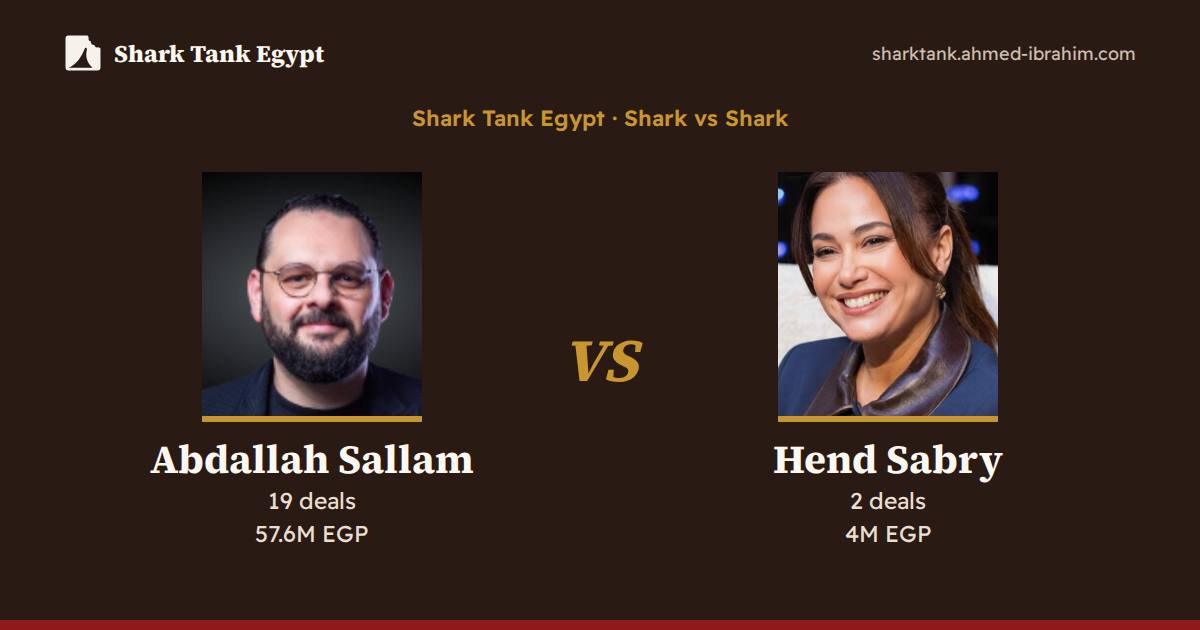 Shark Tank Egypt
sharktank.ahmed-ibrahim.com
Shark Tank Egypt · Shark vs Shark
VS
Abdallah Sallam
19 deals
57.6M EGP
Hend Sabry
2 deals
4M EGP